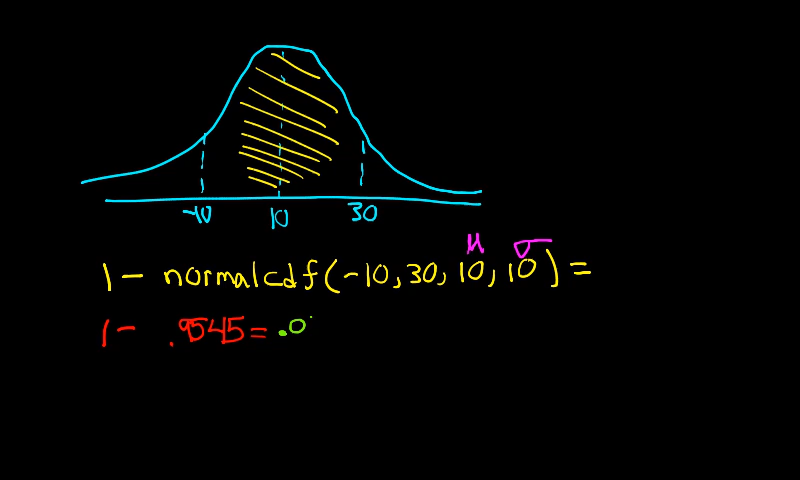 -10 10 30
μ σ
1 - normalcdf(-10, 30, 10, 10) =
1 - .9545 = .0